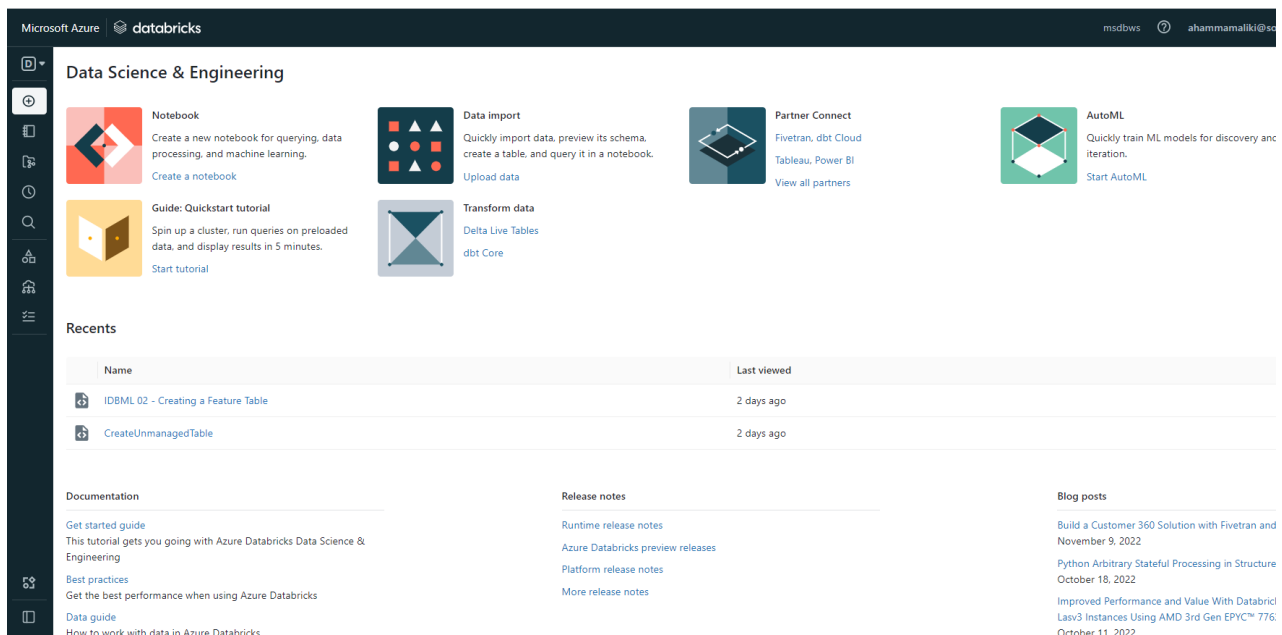 Microsoft Azure databricks
msdbws ? ahammamaliki@so
D
Data Science & Engineering
Notebook
Create a new notebook for querying, data
processing, and machine learning.
Create a notebook
Data import
Quickly import data, preview its schema,
create a table, and query it in a notebook.
Upload data
Partner Connect
Fivetran, dbt Cloud
Tableau, Power BI
View all partners
AutoML
Quickly train ML models for discovery and
iteration.
Start AutoML
Guide: Quickstart tutorial
Spin up a cluster, run queries on preloaded
data, and display results in 5 minutes.
Start tutorial
Transform data
Delta Live Tables
dbt Core
Recents
Name Last viewed
IDBML 02 - Creating a Feature Table 2 days ago
CreateUnmanagedTable 2 days ago
Documentation
Get started guide
This tutorial gets you going with Azure Databricks Data Science &
Engineering
Best practices
Get the best performance when using Azure Databricks
Data guide
How to work with data in Azure Databricks
Release notes
Runtime release notes
Azure Databricks preview releases
Platform release notes
More release notes
Blog posts
Build a Customer 360 Solution with Fivetran and
November 9, 2022
Python Arbitrary Stateful Processing in Structure
October 18, 2022
Improved Performance and Value With Databric
Lasv3 Instances Using AMD 3rd Gen EPYC™ 776
October 11, 2022